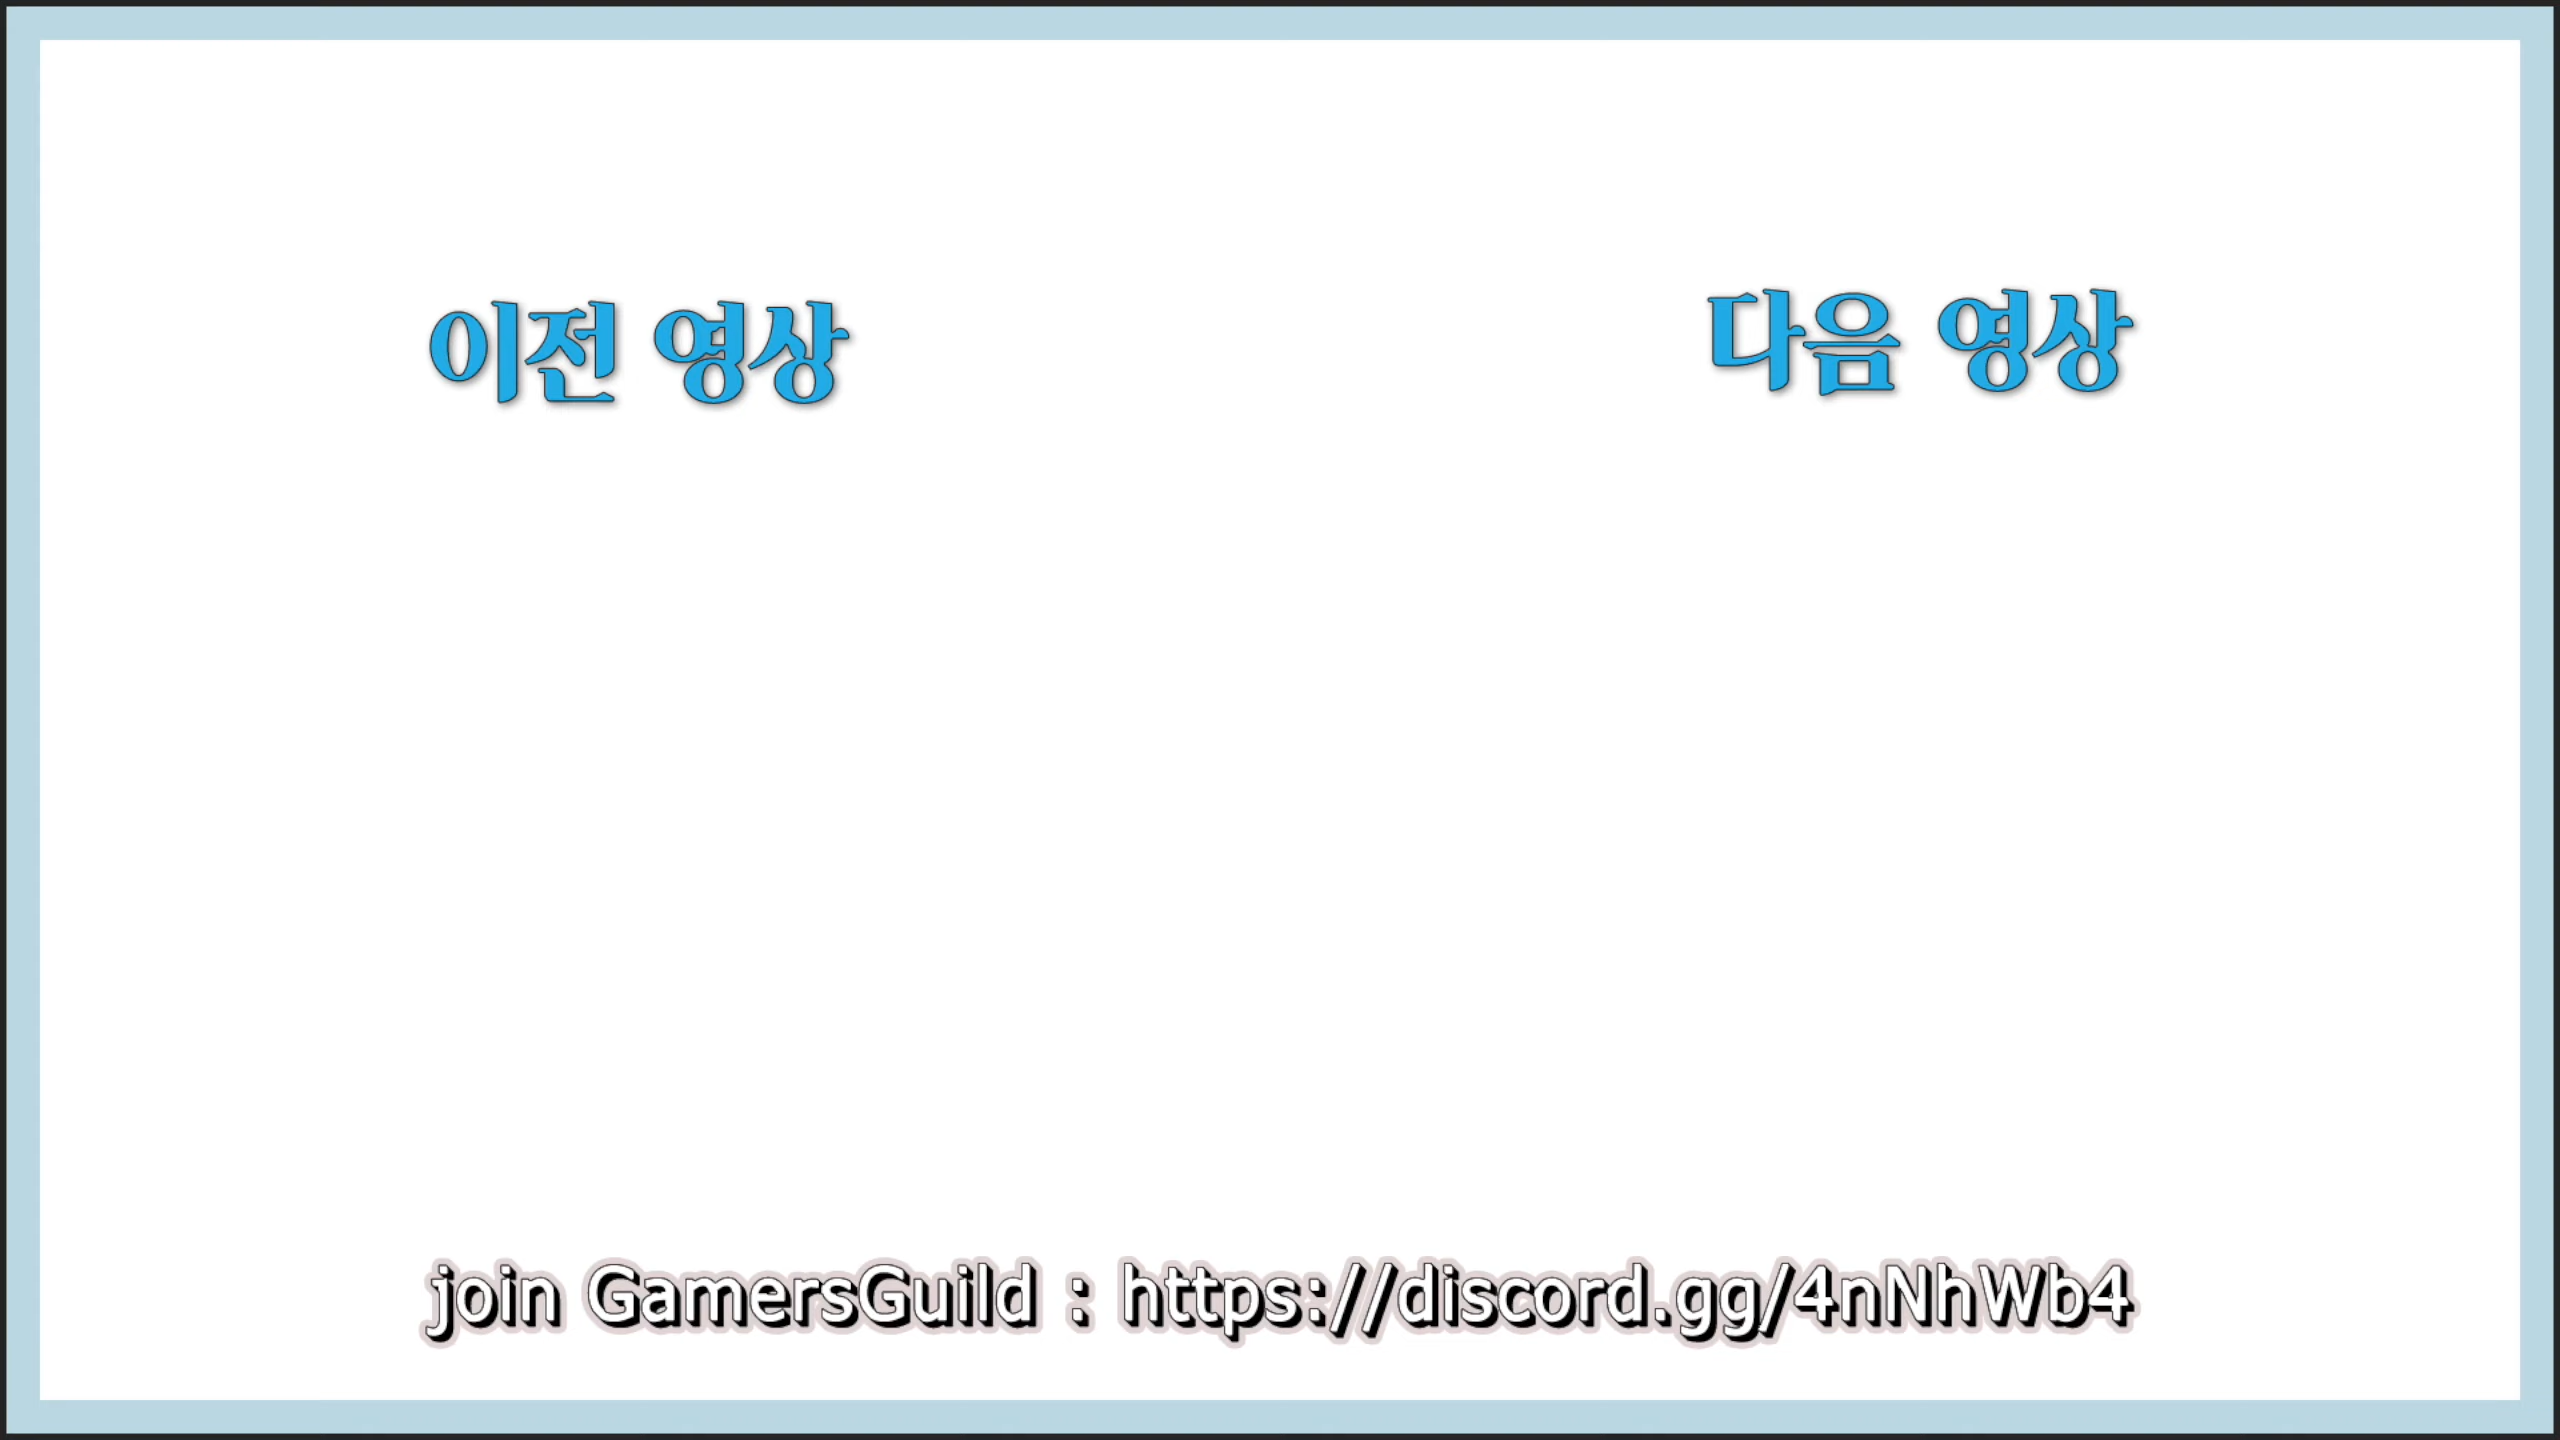 이전 영상
다음 영상
join GamersGuild : https://discord.gg/4nNhWb4